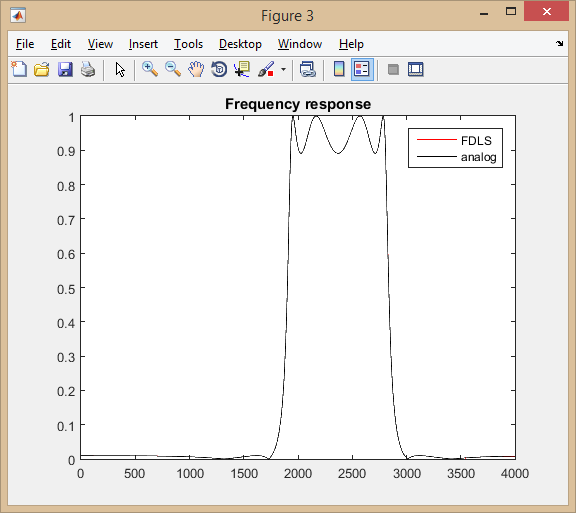 Figure 3
File Edit View Insert Tools Desktop Window Help
Frequency response
1
0.9
0.8
0.7
0.6
0.5
0.4
0.3
0.2
0.1
0
FDLS
analog
0 500 1000 1500 2000 2500 3000 3500 4000